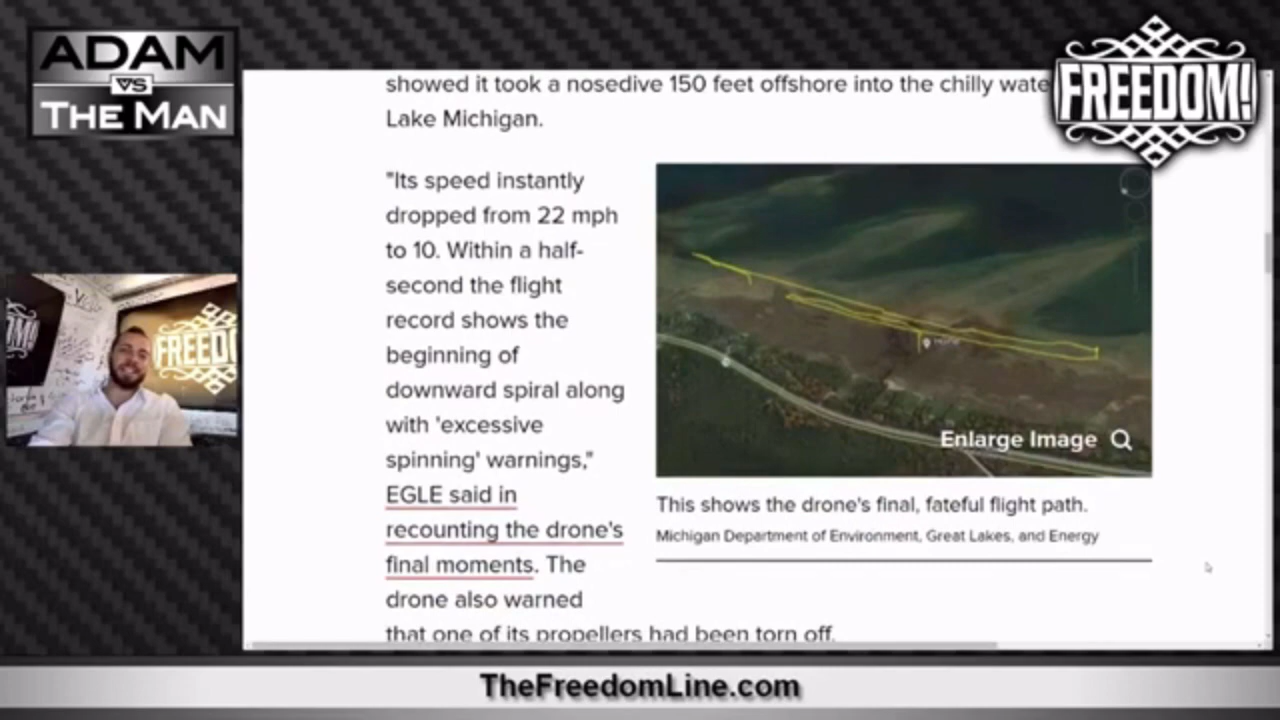 ADAM
VS
THE MAN
FREEDOM!
showed it took a nosedive 150 feet offshore into the chilly wate
Lake Michigan.
"Its speed instantly
dropped from 22 mph
to 10. Within a half-
second the flight
record shows the
beginning of
downward spiral along
with 'excessive
spinning' warnings,"
EGLE said in
recounting the drone's
final moments. The
drone also warned
that one of its propellers had been torn off.
Home
Enlarge Image
This shows the drone's final, fateful flight path.
Michigan Department of Environment, Great Lakes, and Energy
FREED
TheFreedomLine.com